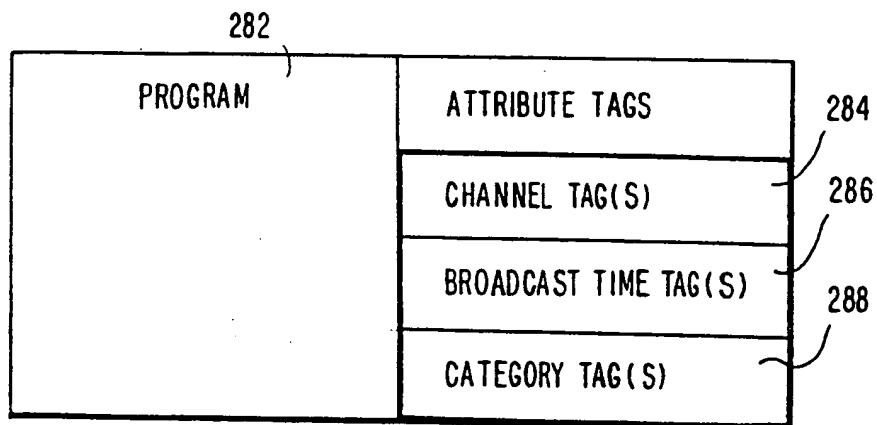 282
PROGRAM
ATTRIBUTE TAGS
284
CHANNEL TAG(S)
286
BROADCAST TIME TAG(S)
288
CATEGORY TAG(S)